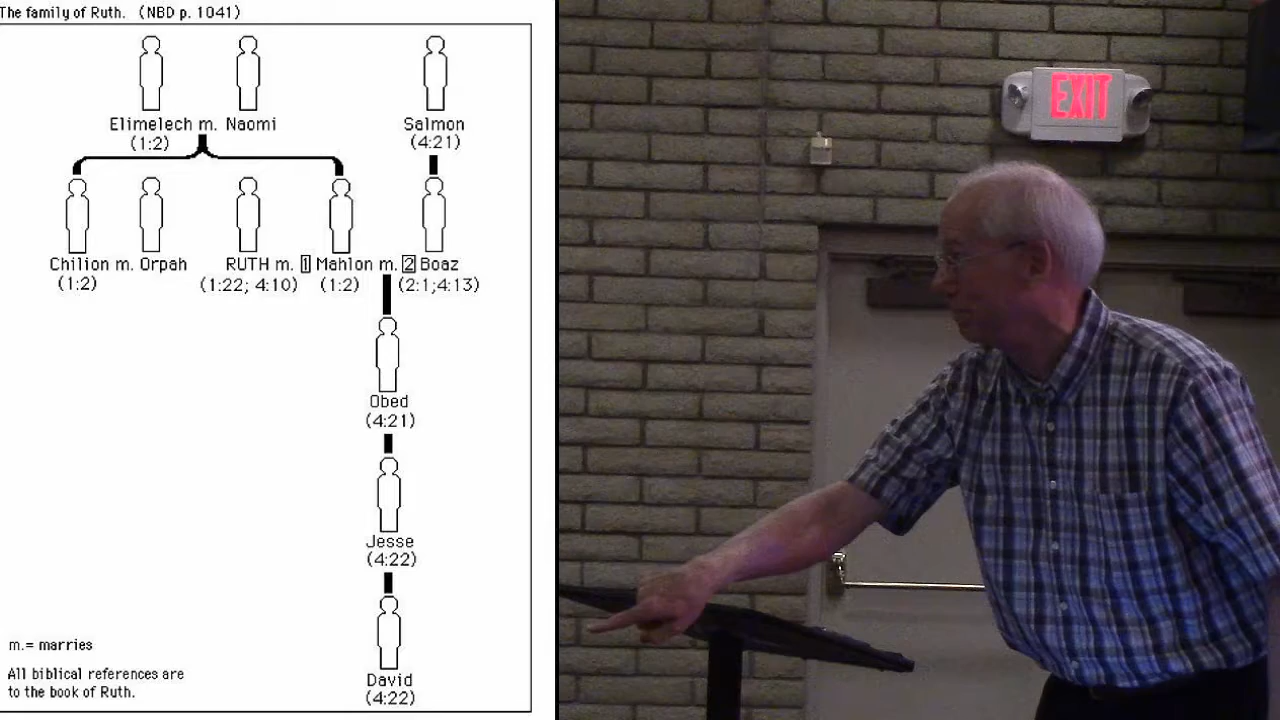 The family of Ruth. (NBD p. 1041)
Elimelech m. Naomi
(1:2)
Salmon
(4:21)
Chilion m. Orpah
(1:2)
RUTH m. 1 Mahlon m. 2 Boaz
(1:22; 4:10) (1:2) (2:1;4:13)
Obed
(4:21)
Jesse
(4:22)
David
(4:22)
m.= marries
All biblical references are
to the book of Ruth.
EXIT